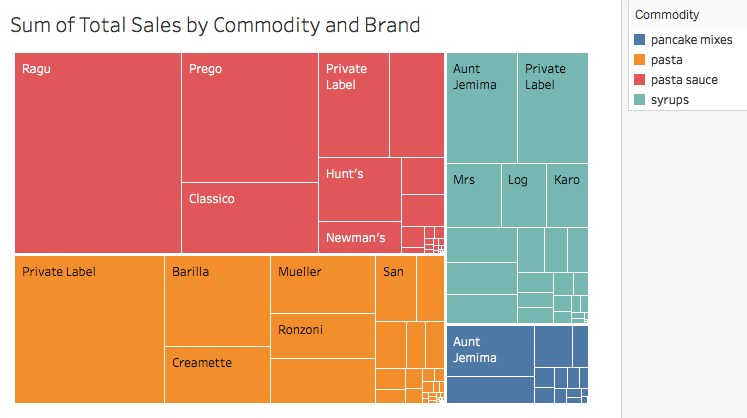 Sum of Total Sales by Commodity and Brand
Commodity
pancake mixes
pasta
pasta sauce
syrups
Ragu
Prego
Private
Label
Hunt's
Classico
Newman's
Aunt
Jemima
Private
Label
Mrs
Log
Karo
Private Label
Barilla
Mueller
San
Ronzoni
Creamette
Aunt
Jemima